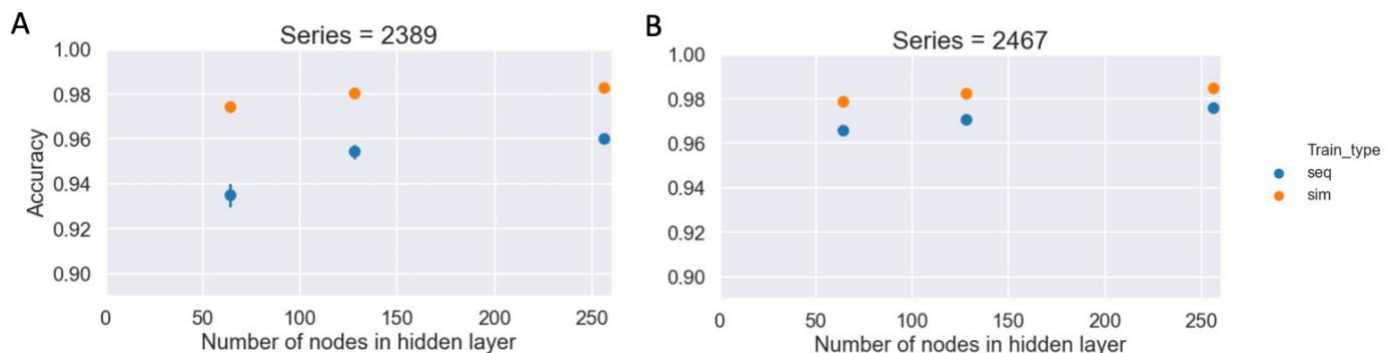 A
Series = 2389
1.00
0.98
0.96
0.94
0.92
0.90
Accuracy
0 50 100 150 200 250
Number of nodes in hidden layer
B
Series = 2467
1.00
0.98
0.96
0.94
0.92
0.90
0 50 100 150 200 250
Number of nodes in hidden layer
Train_type
seq
sim